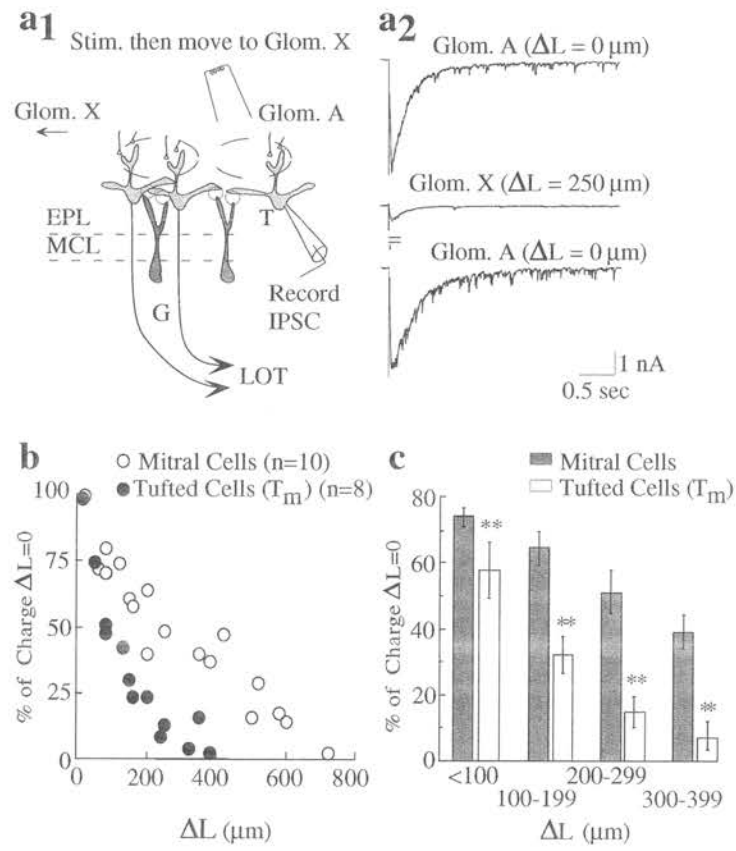 a1
Stim. then move to Glom. X
Glom. X
Glom. A
EPL
MCL
T
G
Record
IPSC
LOT
a2
Glom. A (ΔL = 0 μm)
Glom. X (ΔL = 250 μm)
=
Glom. A (ΔL = 0 μm)
1 nA
0.5 sec
b
Mitral Cells (n=10)
Tufted Cells (Tm) (n=8)
% of Charge ΔL=0
100
75
50
25
0
0 200 400 600 800
ΔL (μm)
c
Mitral Cells
Tufted Cells (Tm)
% of Charge ΔL=0
80
60
40
20
0
**
**
**
**
<100 200-299
100-199 300-399
ΔL (μm)